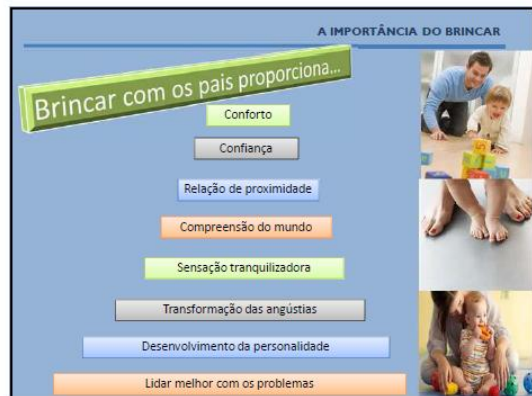 A IMPORTÂNCIA DO BRINCAR
Brincar com os pais proporciona...
Conforto
Confiança
Relação de proximidade
Compreensão do mundo
Sensação tranquilizadora
Transformação das angústias
Desenvolvimento da personalidade
Lidar melhor com os problemas
5